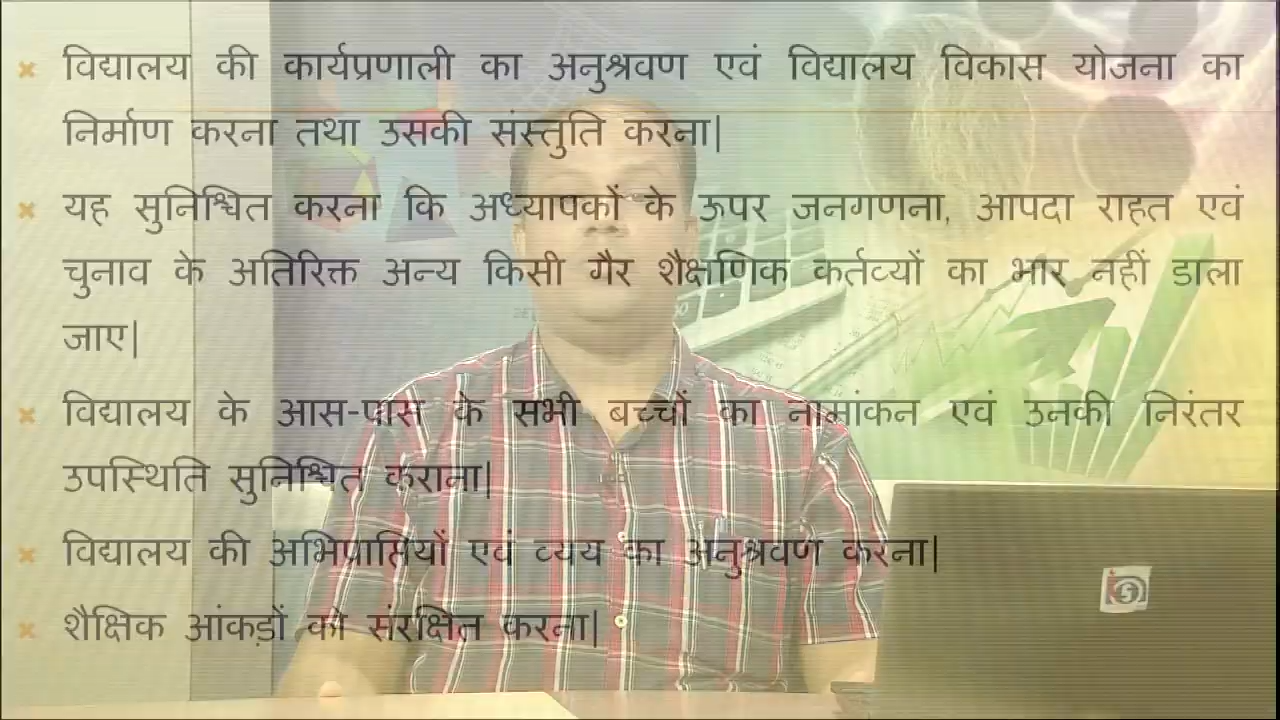 विद्यालय की कार्यप्रणाली का अनुश्रवण एवं विद्यालय विकास योजना का
निर्माण करना तथा उसकी संस्तुति करना|
यह सुनिश्चित करना कि अध्यापकों के ऊपर जनगणना, आपदा राहत एवं
चुनाव के अतिरिक्त अन्य किसी गैर शैक्षणिक कर्तव्यों का भार नहीं डाला
जाए|
विद्यालय के आस-पास के सभी बच्चों का नामांकन एवं उनकी निरंतर
उपस्थिति सुनिश्चित कराना|
विद्यालय की अभिप्राप्तियों एवं व्यय का अनुश्रवण करना|
शैक्षिक आंकड़ों को संरक्षित करना|